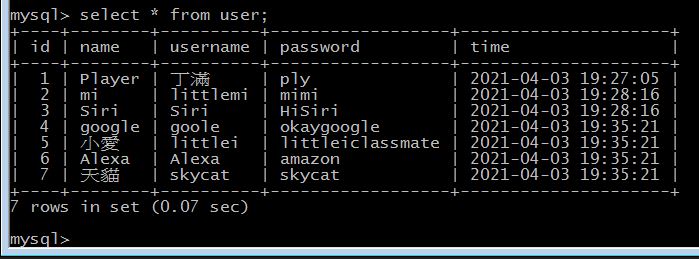 mysql> select * from user;
+----+--------+----------+------------------+---------------------+
| id | name | username | password | time |
+----+--------+----------+------------------+---------------------+
| 1 | Player | 丁滿 | ply | 2021-04-03 19:27:05 |
| 2 | mi | littlemi | mimi | 2021-04-03 19:28:16 |
| 3 | Siri | Siri | HiSiri | 2021-04-03 19:28:16 |
| 4 | google | goole | okaygoogle | 2021-04-03 19:35:21 |
| 5 | 小愛 | littlei | littleiclassmate | 2021-04-03 19:35:21 |
| 6 | Alexa | Alexa | amazon | 2021-04-03 19:35:21 |
| 7 | 天貓 | skycat | skycat | 2021-04-03 19:35:21 |
+----+--------+----------+------------------+---------------------+
7 rows in set (0.07 sec)
mysql>